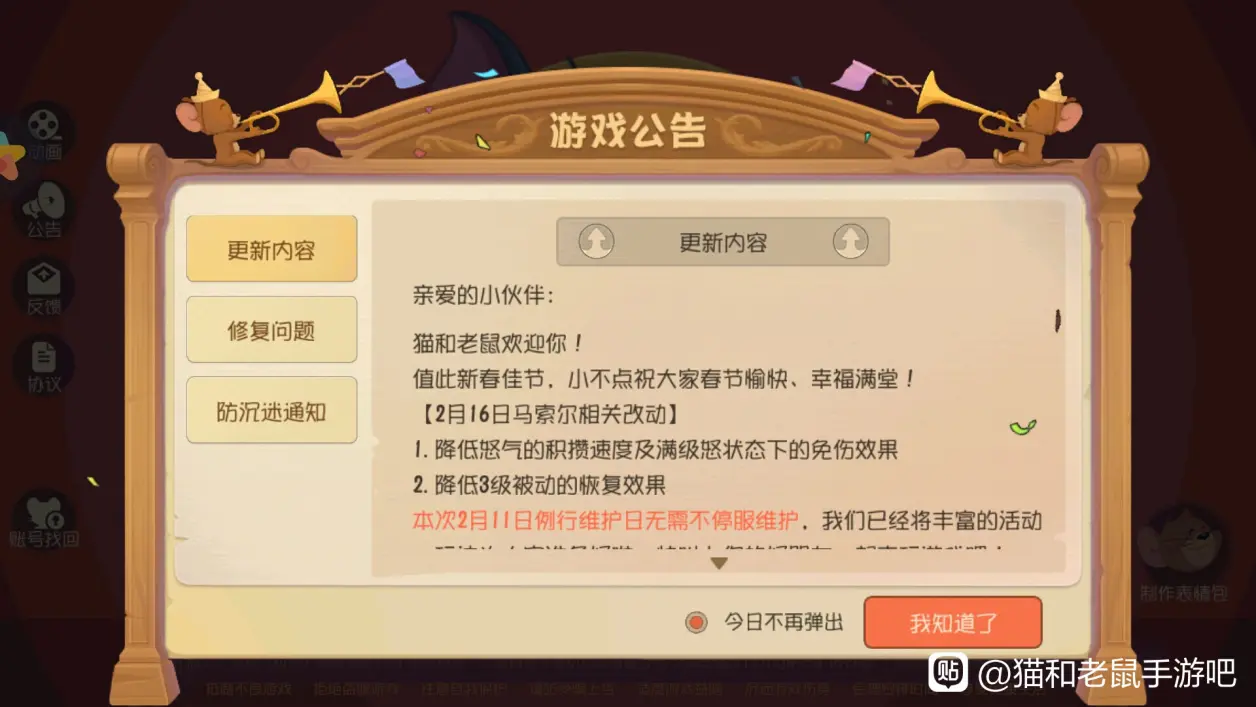 游戏公告
动画
公告
反馈
协议
账号找回
更新内容
修复问题
防沉迷通知
更新内容
亲爱的小伙伴：
猫和老鼠欢迎你！
值此新春佳节，小不点祝大家春节愉快、幸福满堂！
【2月16日马索尔相关改动】
1. 降低怒气的积攒速度及满级怒状态下的免伤效果
2. 降低3级被动的恢复效果
本次2月11日例行维护日无需不停服维护，我们已经将丰富的活动
今日不再弹出
我知道了
制作表情包
贴 @猫和老鼠手游吧